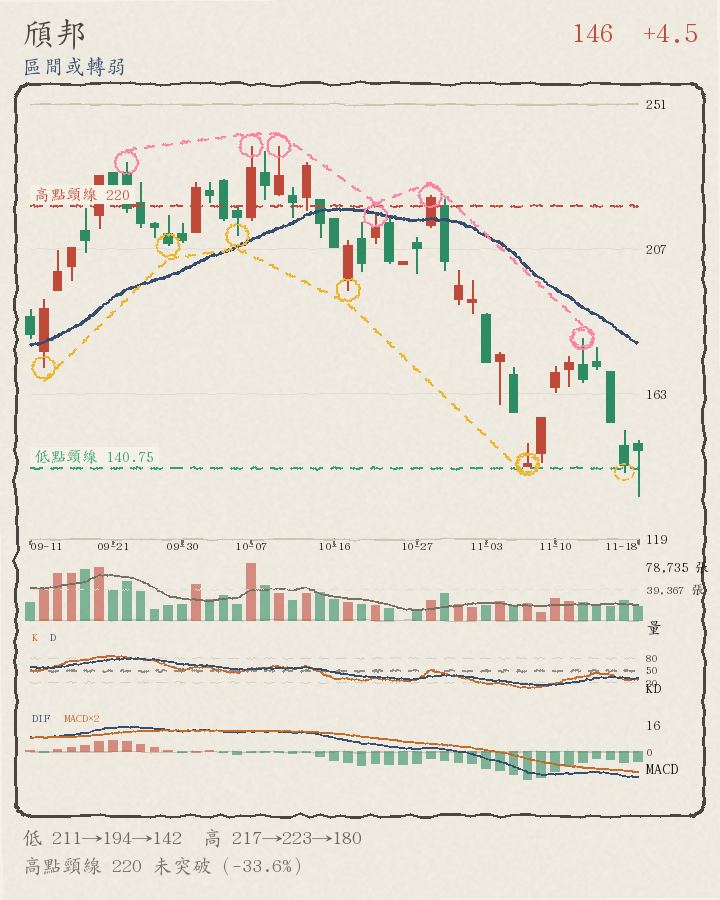 頎邦
146 +4.5
區間或轉弱
251
高點頸線 220
207
163
低點頸線 140.75
119
09-11 09-21 09-30 10-07 10-16 10-27 11-03 11-10 11-18
78,735 張
39,367 張
量
K D
80
50
20
KD
DIF MACD×2
16
0
MACD
低 211→194→142 高 217→223→180
高點頸線 220 未突破 (-33.6%)